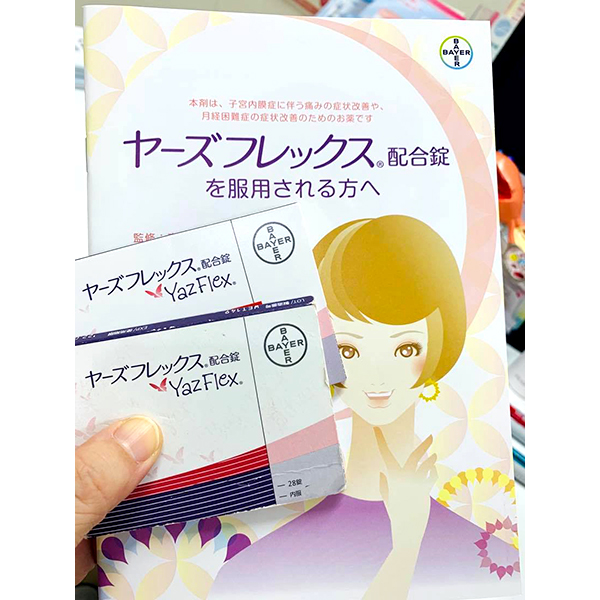 BAYER
本剤は、子宮内膜症に伴う痛みの症状改善や、
月経困難症の症状改善のためのお薬です
ヤーズフレックス®配合錠
を服用される方へ
監修：
ヤーズフレックス®配合錠
YazFlex®
BAYER
ヤーズフレックス®配合錠
YazFlex®
BAYER
28錠
内服